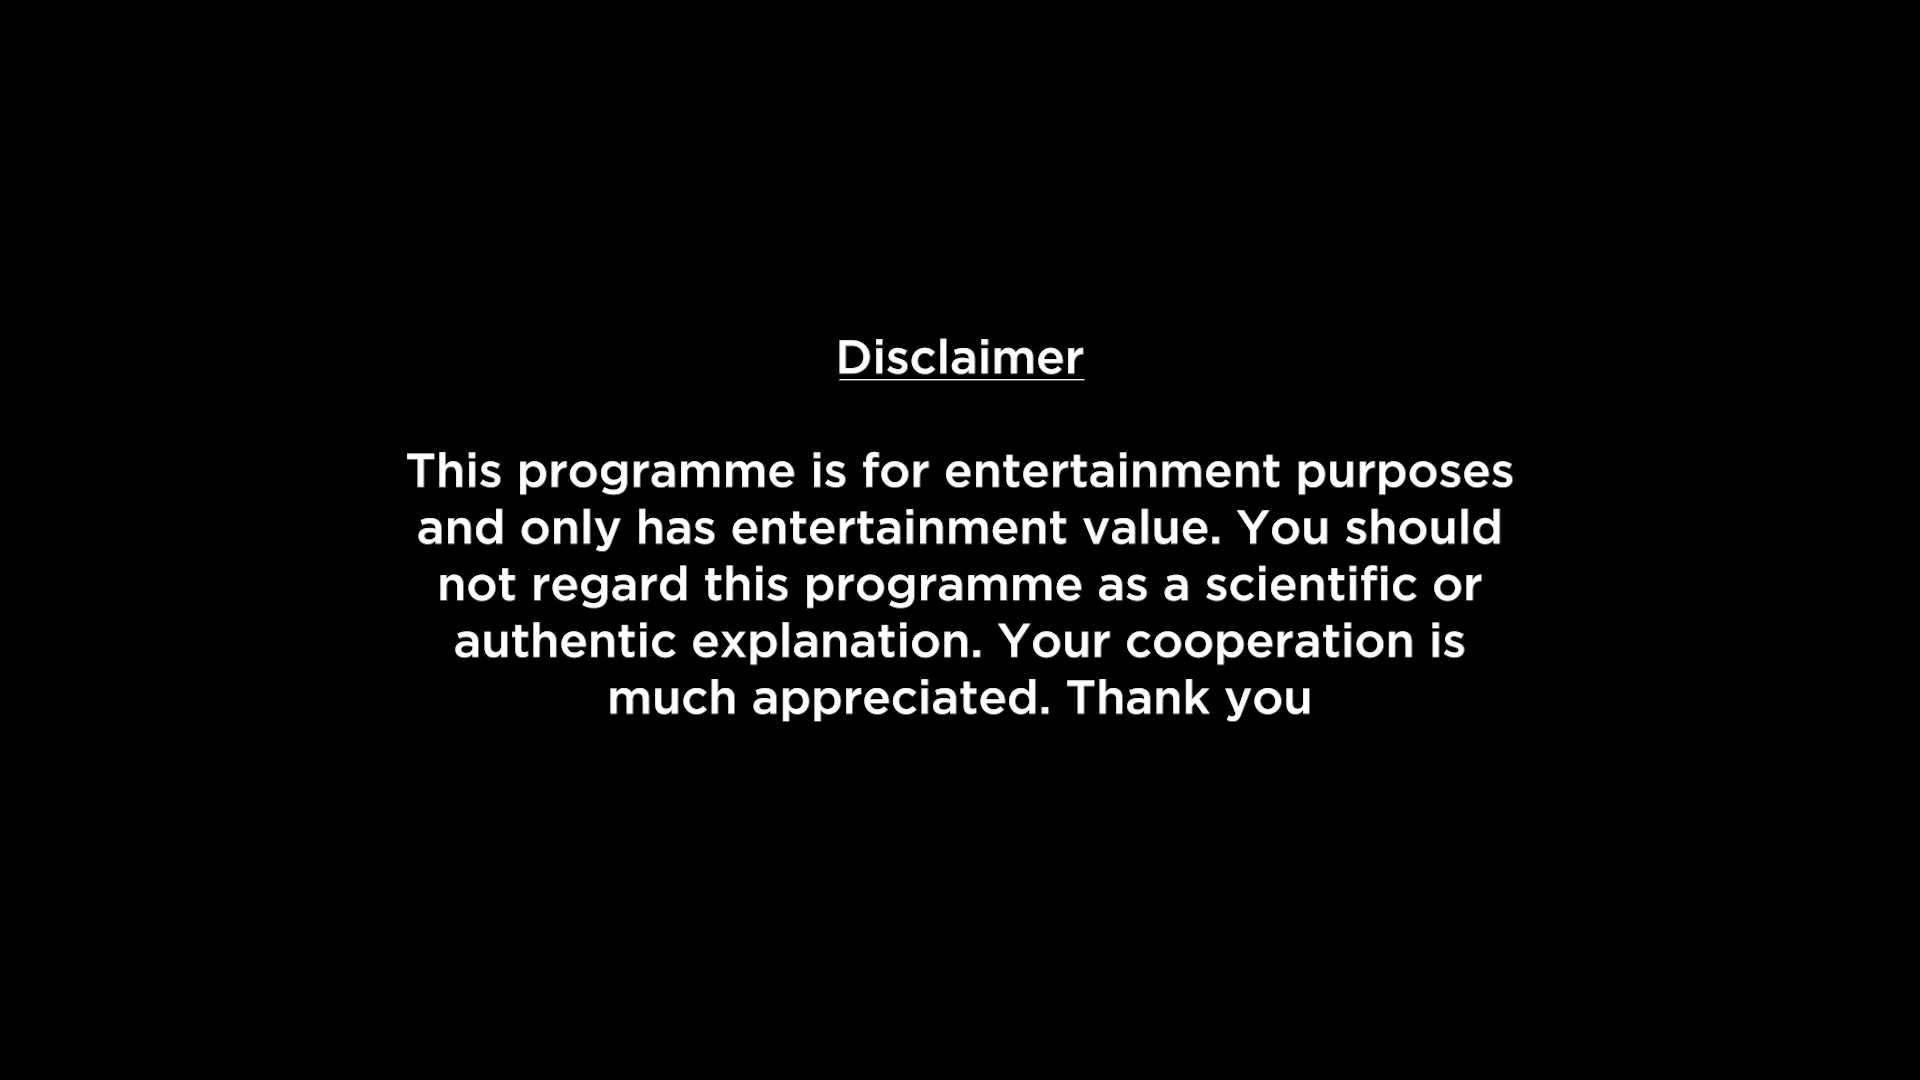 Disclaimer
This programme is for entertainment purposes
and only has entertainment value. You should
not regard this programme as a scientific or
authentic explanation. Your cooperation is
much appreciated. Thank you